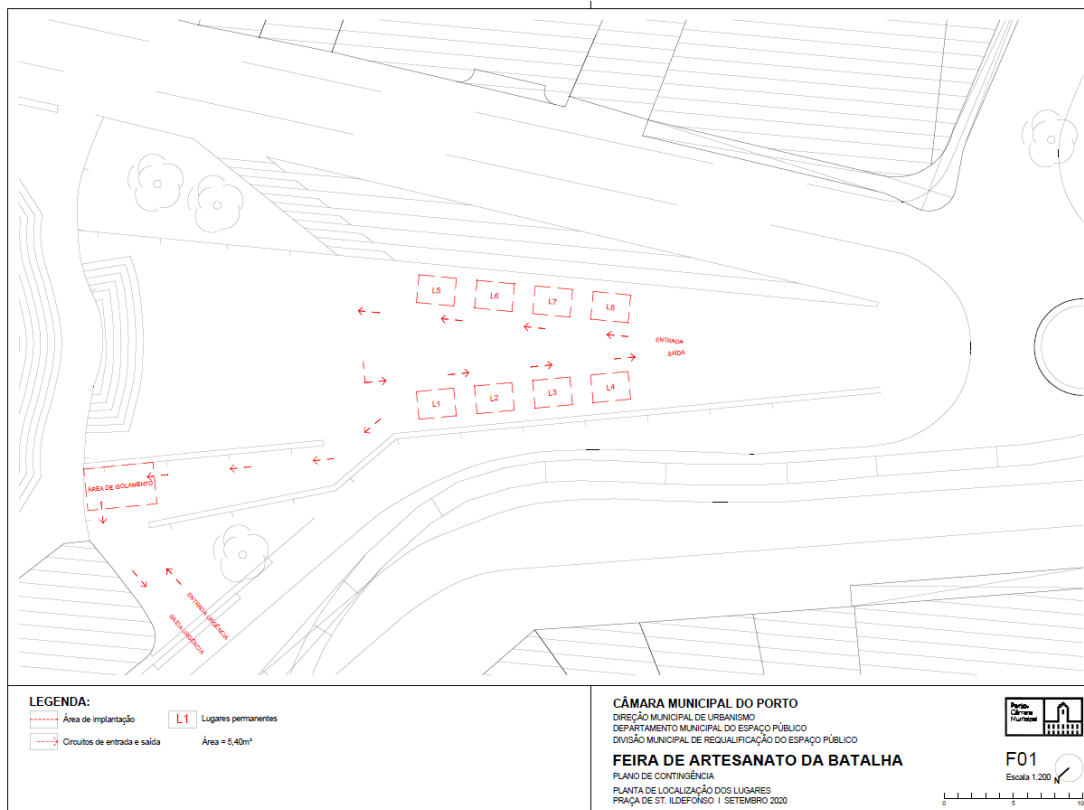 L5
L6
L7
L8
ENTRADA
SAÍDA
L1
L2
L3
L4
ÁREA DE ISOLAMENTO
ENTRADA URGÊNCIA
SAÍDA URGÊNCIA
LEGENDA:
Área de implantação
L1 Lugares permanentes
Circuitos de entrada e saída
Área = 5,40m²
CÂMARA MUNICIPAL DO PORTO
DIREÇÃO MUNICIPAL DE URBANISMO
DEPARTAMENTO MUNICIPAL DO ESPAÇO PÚBLICO
DIVISÃO MUNICIPAL DE REQUALIFICAÇÃO DO ESPAÇO PÚBLICO
FEIRA DE ARTESANATO DA BATALHA
PLANO DE CONTINGÊNCIA
PLANTA DE LOCALIZAÇÃO DOS LUGARES
PRAÇA DE ST. ILDEFONSO I SETEMBRO 2020
Porto.
Câmara
Municipal
F01
Escala 1.200
N
0 5 10